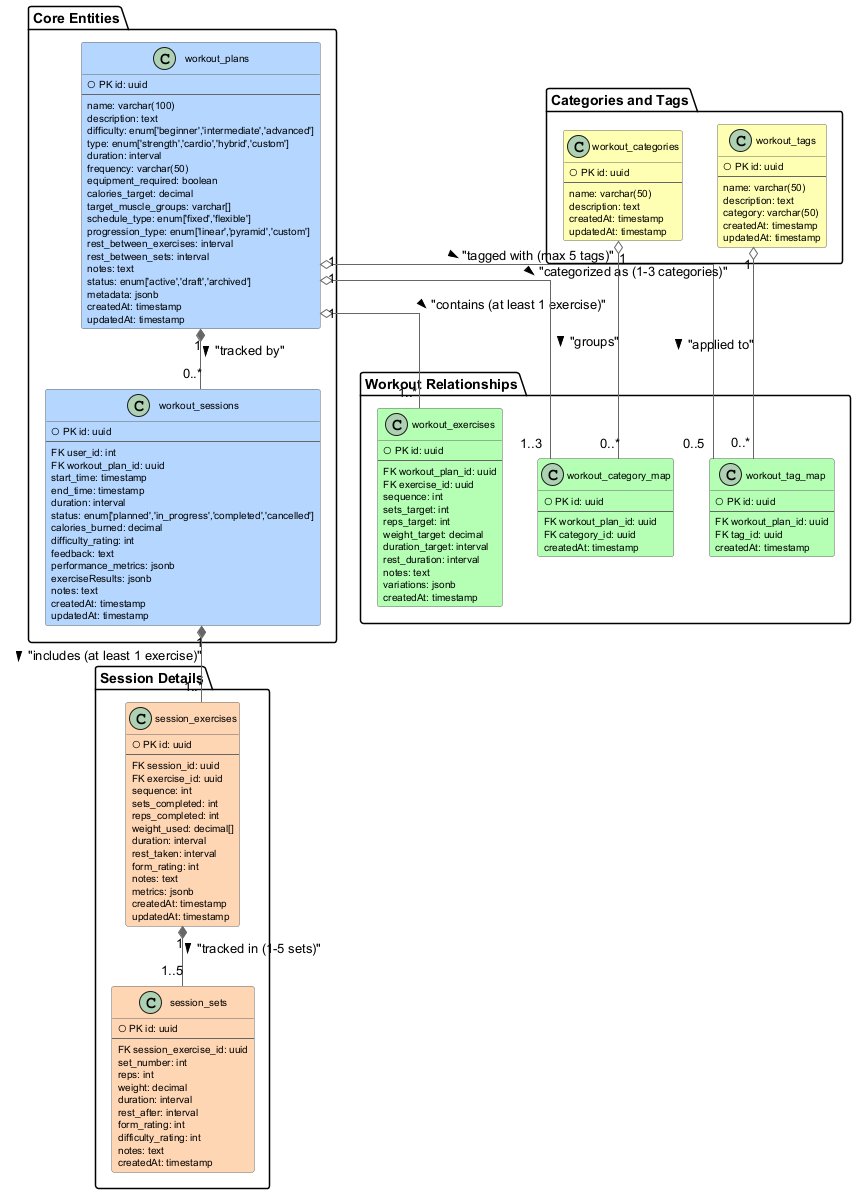 Core Entities
C workout_plans
PK id: uuid
name: varchar(100)
description: text
difficulty: enum['beginner','intermediate','advanced']
type: enum['strength','cardio','hybrid','custom']
duration: interval
frequency: varchar(50)
equipment_required: boolean
calories_target: decimal
target_muscle_groups: varchar[]
schedule_type: enum['fixed','flexible']
progression_type: enum['linear','pyramid','custom']
rest_between_exercises: interval
rest_between_sets: interval
notes: text
status: enum['active','draft','archived']
metadata: jsonb
createdAt: timestamp
updatedAt: timestamp
1
1
1
1
"tracked by"
0..*
C workout_sessions
PK id: uuid
FK user_id: int
FK workout_plan_id: uuid
start_time: timestamp
end_time: timestamp
duration: interval
status: enum['planned','in_progress','completed','cancelled']
calories_burned: decimal
difficulty_rating: int
feedback: text
performance_metrics: jsonb
exerciseResults: jsonb
notes: text
createdAt: timestamp
updatedAt: timestamp
Categories and Tags
C workout_categories
PK id: uuid
name: varchar(50)
description: text
createdAt: timestamp
updatedAt: timestamp
C workout_tags
PK id: uuid
name: varchar(50)
description: text
category: varchar(50)
createdAt: timestamp
updatedAt: timestamp
"tagged with (max 5 tags)"
1
1
"categorized as (1-3 categories)"
"contains (at least 1 exercise)"
"groups"
"applied to"
Workout Relationships
1..*
C workout_exercises
PK id: uuid
FK workout_plan_id: uuid
FK exercise_id: uuid
sequence: int
sets_target: int
reps_target: int
weight_target: decimal
duration_target: interval
rest_duration: interval
notes: text
variations: jsonb
createdAt: timestamp
1..3
0..*
C workout_category_map
PK id: uuid
FK workout_plan_id: uuid
FK category_id: uuid
createdAt: timestamp
0..5
0..*
C workout_tag_map
PK id: uuid
FK workout_plan_id: uuid
FK tag_id: uuid
createdAt: timestamp
1
"includes (at least 1 exercise)"
Session Details
1..*
C session_exercises
PK id: uuid
FK session_id: uuid
FK exercise_id: uuid
sequence: int
sets_completed: int
reps_completed: int
weight_used: decimal[]
duration: interval
rest_taken: interval
form_rating: int
notes: text
metrics: jsonb
createdAt: timestamp
updatedAt: timestamp
1
"tracked in (1-5 sets)"
1..5
C session_sets
PK id: uuid
FK session_exercise_id: uuid
set_number: int
reps: int
weight: decimal
duration: interval
rest_after: interval
form_rating: int
difficulty_rating: int
notes: text
createdAt: timestamp